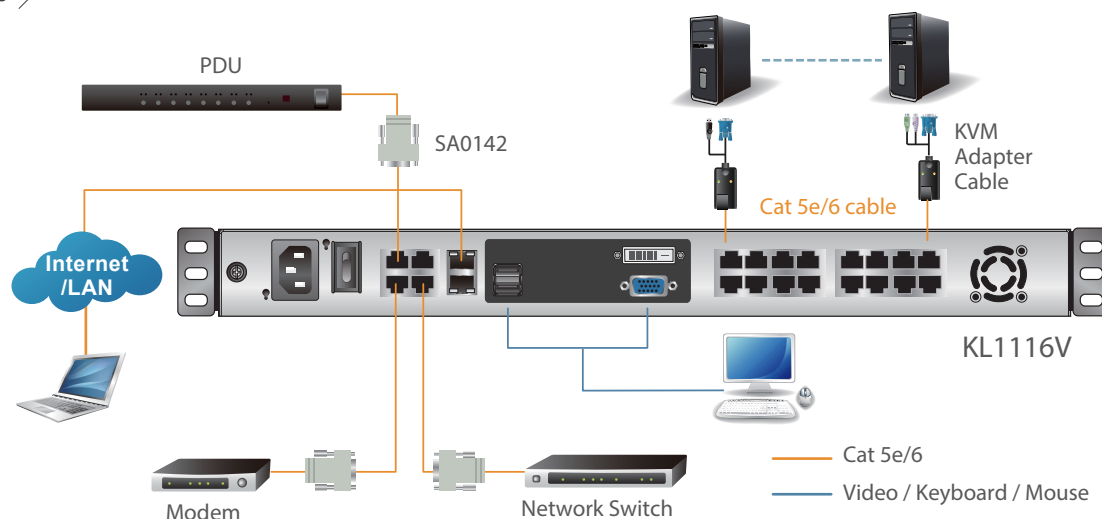 PDU
SA0142
KVM
Adapter
Cable
Cat 5e/6 cable
Internet
/LAN
KL1116V
Cat 5e/6
Video / Keyboard / Mouse
Modem
Network Switch